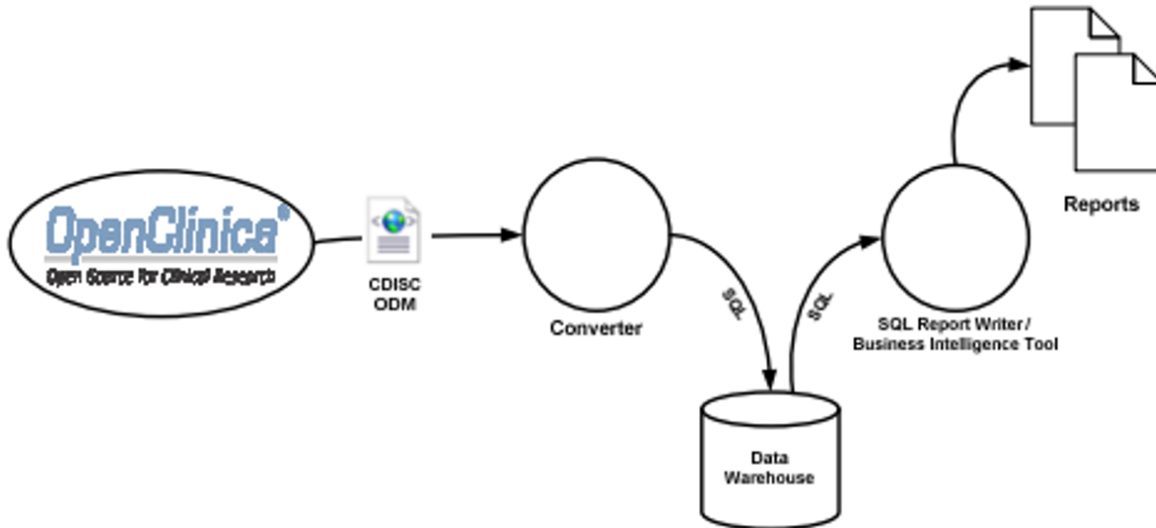 OpenClinica®
Open Source for Clinical Research
CDISC
ODM
Converter
SQL
SQL
Data
Warehouse
SQL Report Writer/
Business Intelligence Tool
Reports